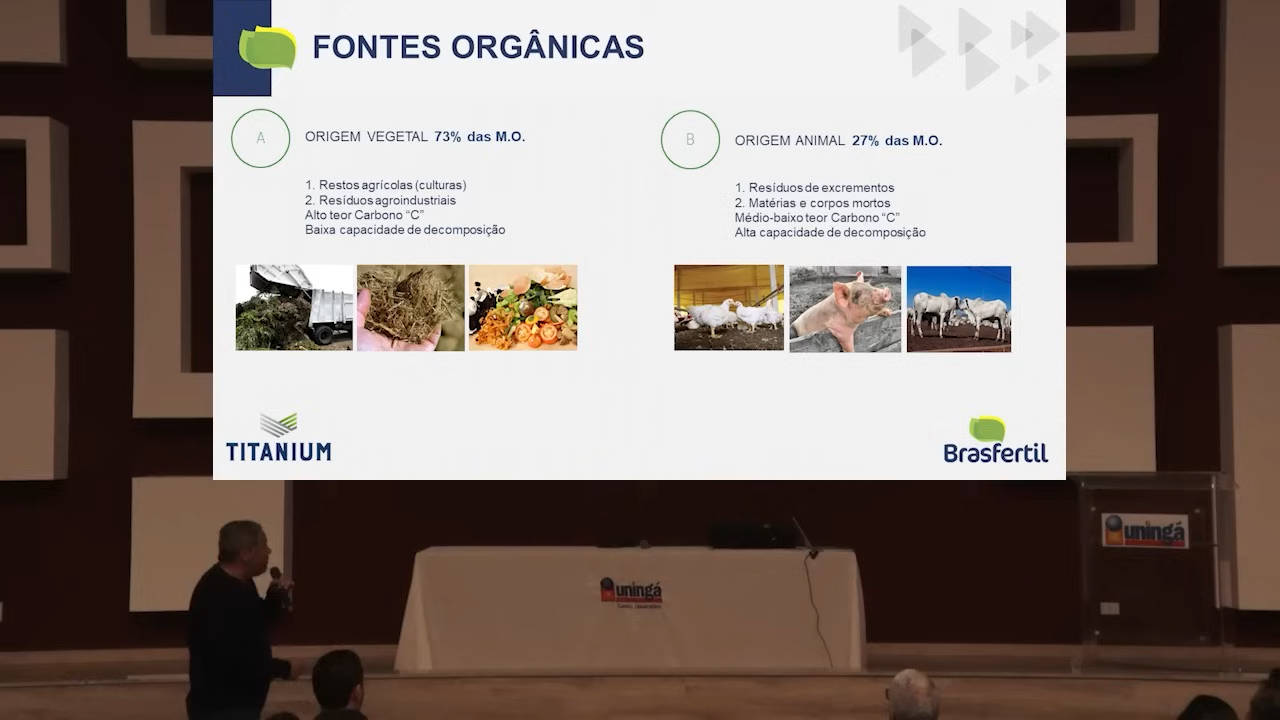 FONTES ORGÂNICAS
A
ORIGEM VEGETAL 73% das M.O.
1. Restos agrícolas (culturas)
2. Resíduos agroindustriais
Alto teor Carbono “C”
Baixa capacidade de decomposição
B
ORIGEM ANIMAL 27% das M.O.
1. Resíduos de excrementos
2. Matérias e corpos mortos
Médio-baixo teor Carbono “C”
Alta capacidade de decomposição
TITANIUM
Brasfertil
uningá
uningá